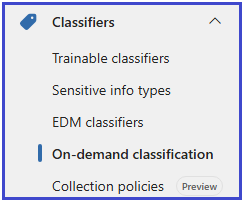 Classifiers
Trainable classifiers
Sensitive info types
EDM classifiers
On-demand classification
Collection policies Preview